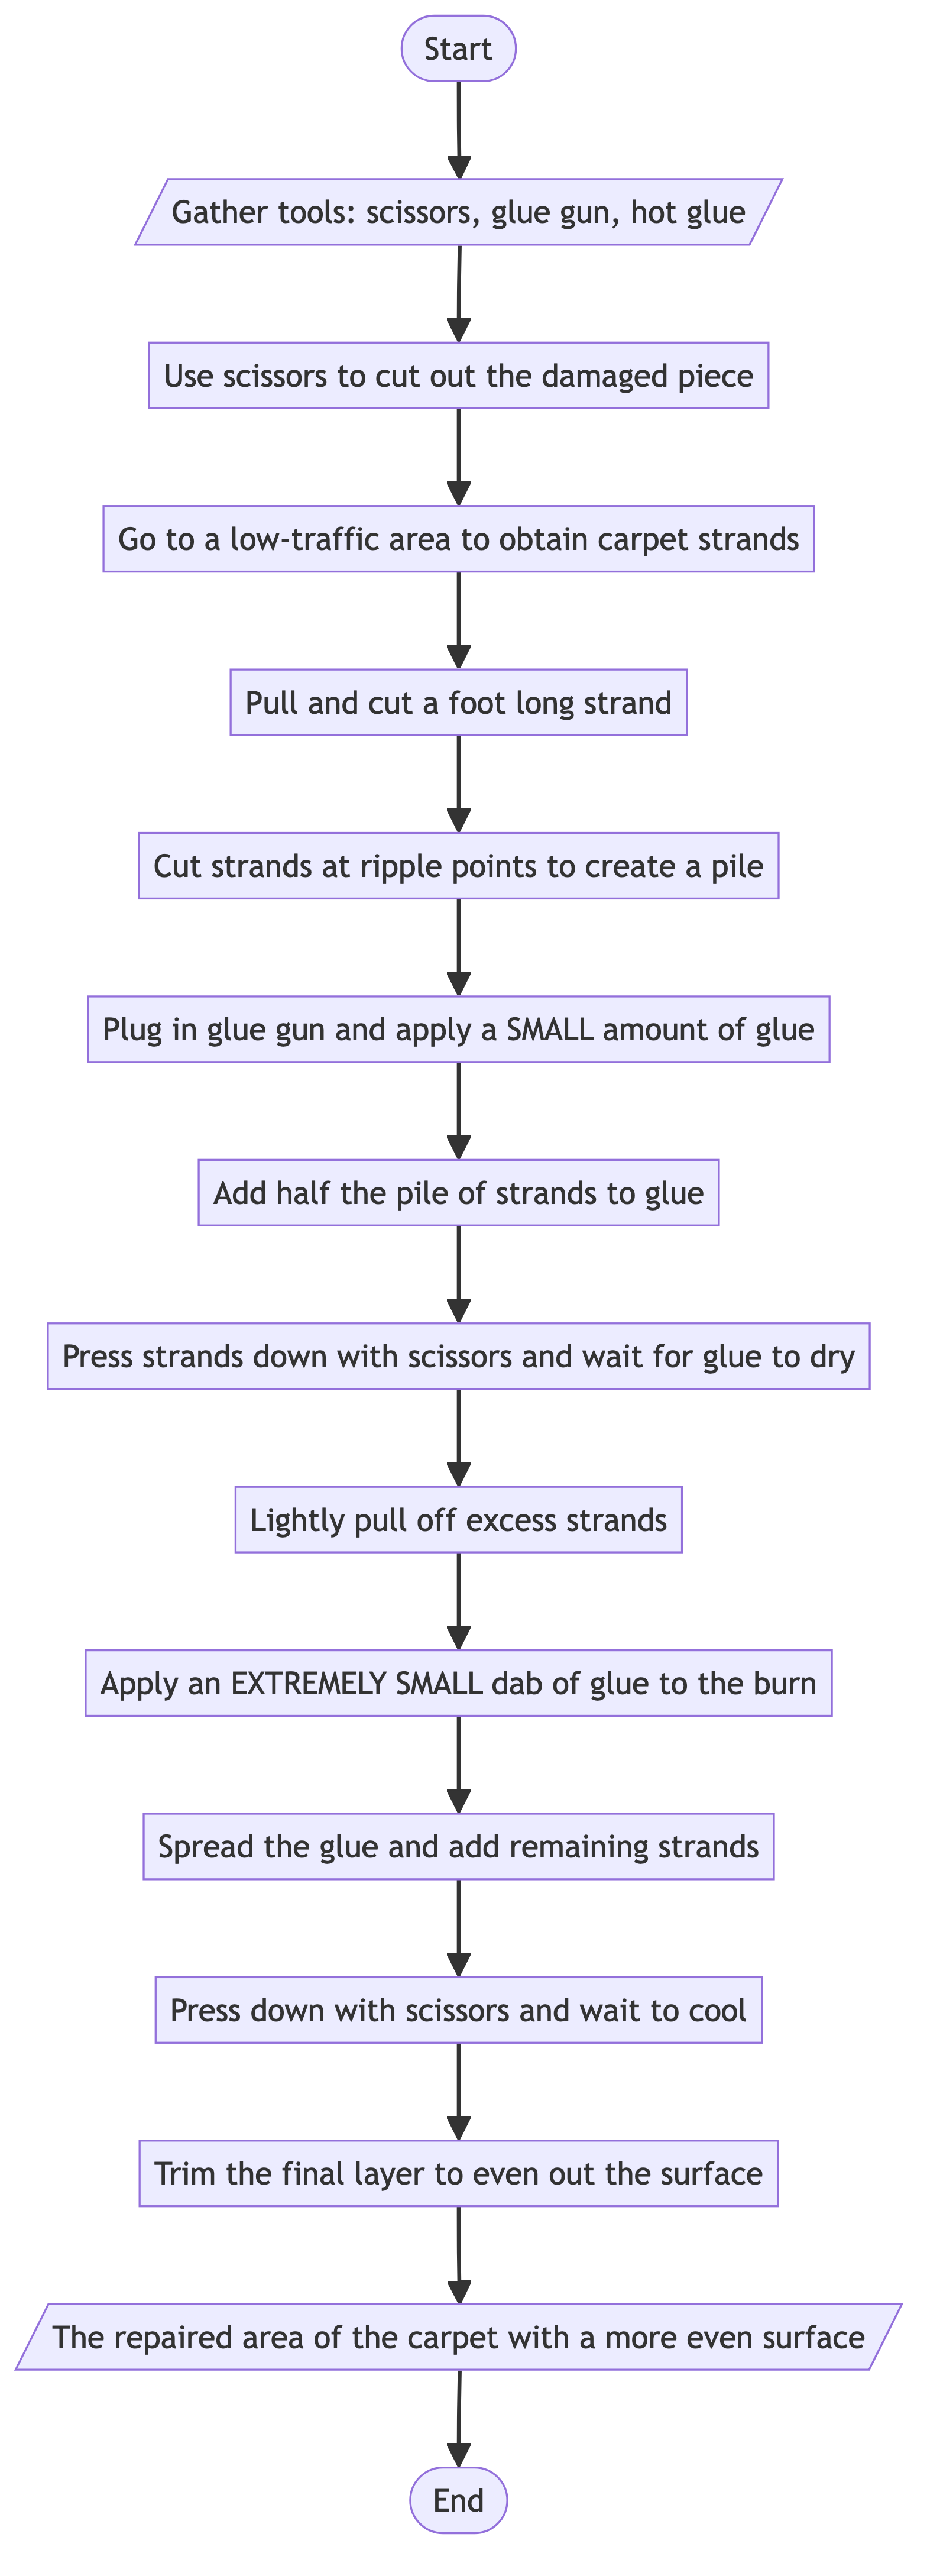 Start
Gather tools: scissors, glue gun, hot glue
Use scissors to cut out the damaged piece
Go to a low-traffic area to obtain carpet strands
Pull and cut a foot long strand
Cut strands at ripple points to create a pile
Plug in glue gun and apply a SMALL amount of glue
Add half the pile of strands to glue
Press strands down with scissors and wait for glue to dry
Lightly pull off excess strands
Apply an EXTREMELY SMALL dab of glue to the burn
Spread the glue and add remaining strands
Press down with scissors and wait to cool
Trim the final layer to even out the surface
The repaired area of the carpet with a more even surface
End